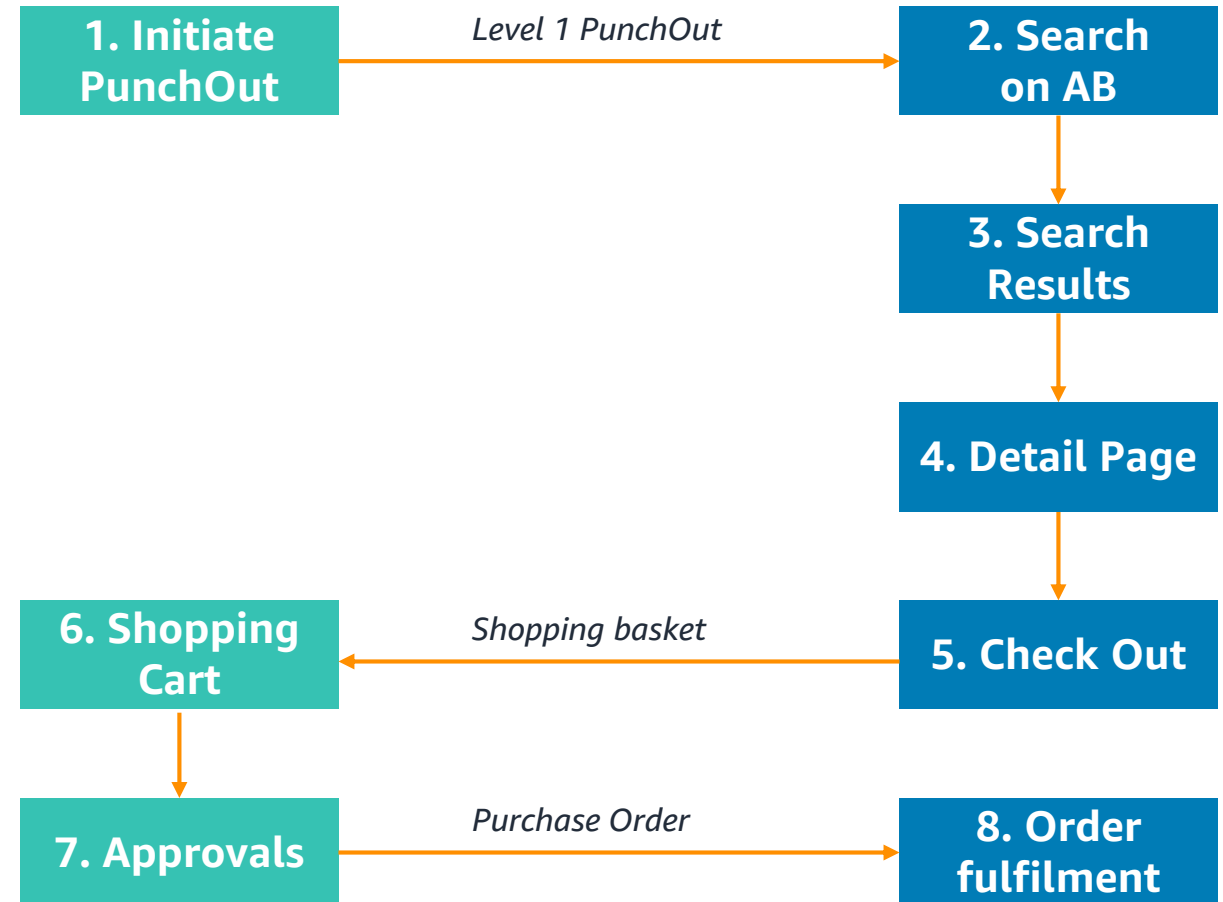 1. Initiate
PunchOut
Level 1 PunchOut
2. Search
on AB
3. Search
Results
4. Detail Page
5. Check Out
Shopping basket
6. Shopping
Cart
7. Approvals
Purchase Order
8. Order
fulfilment